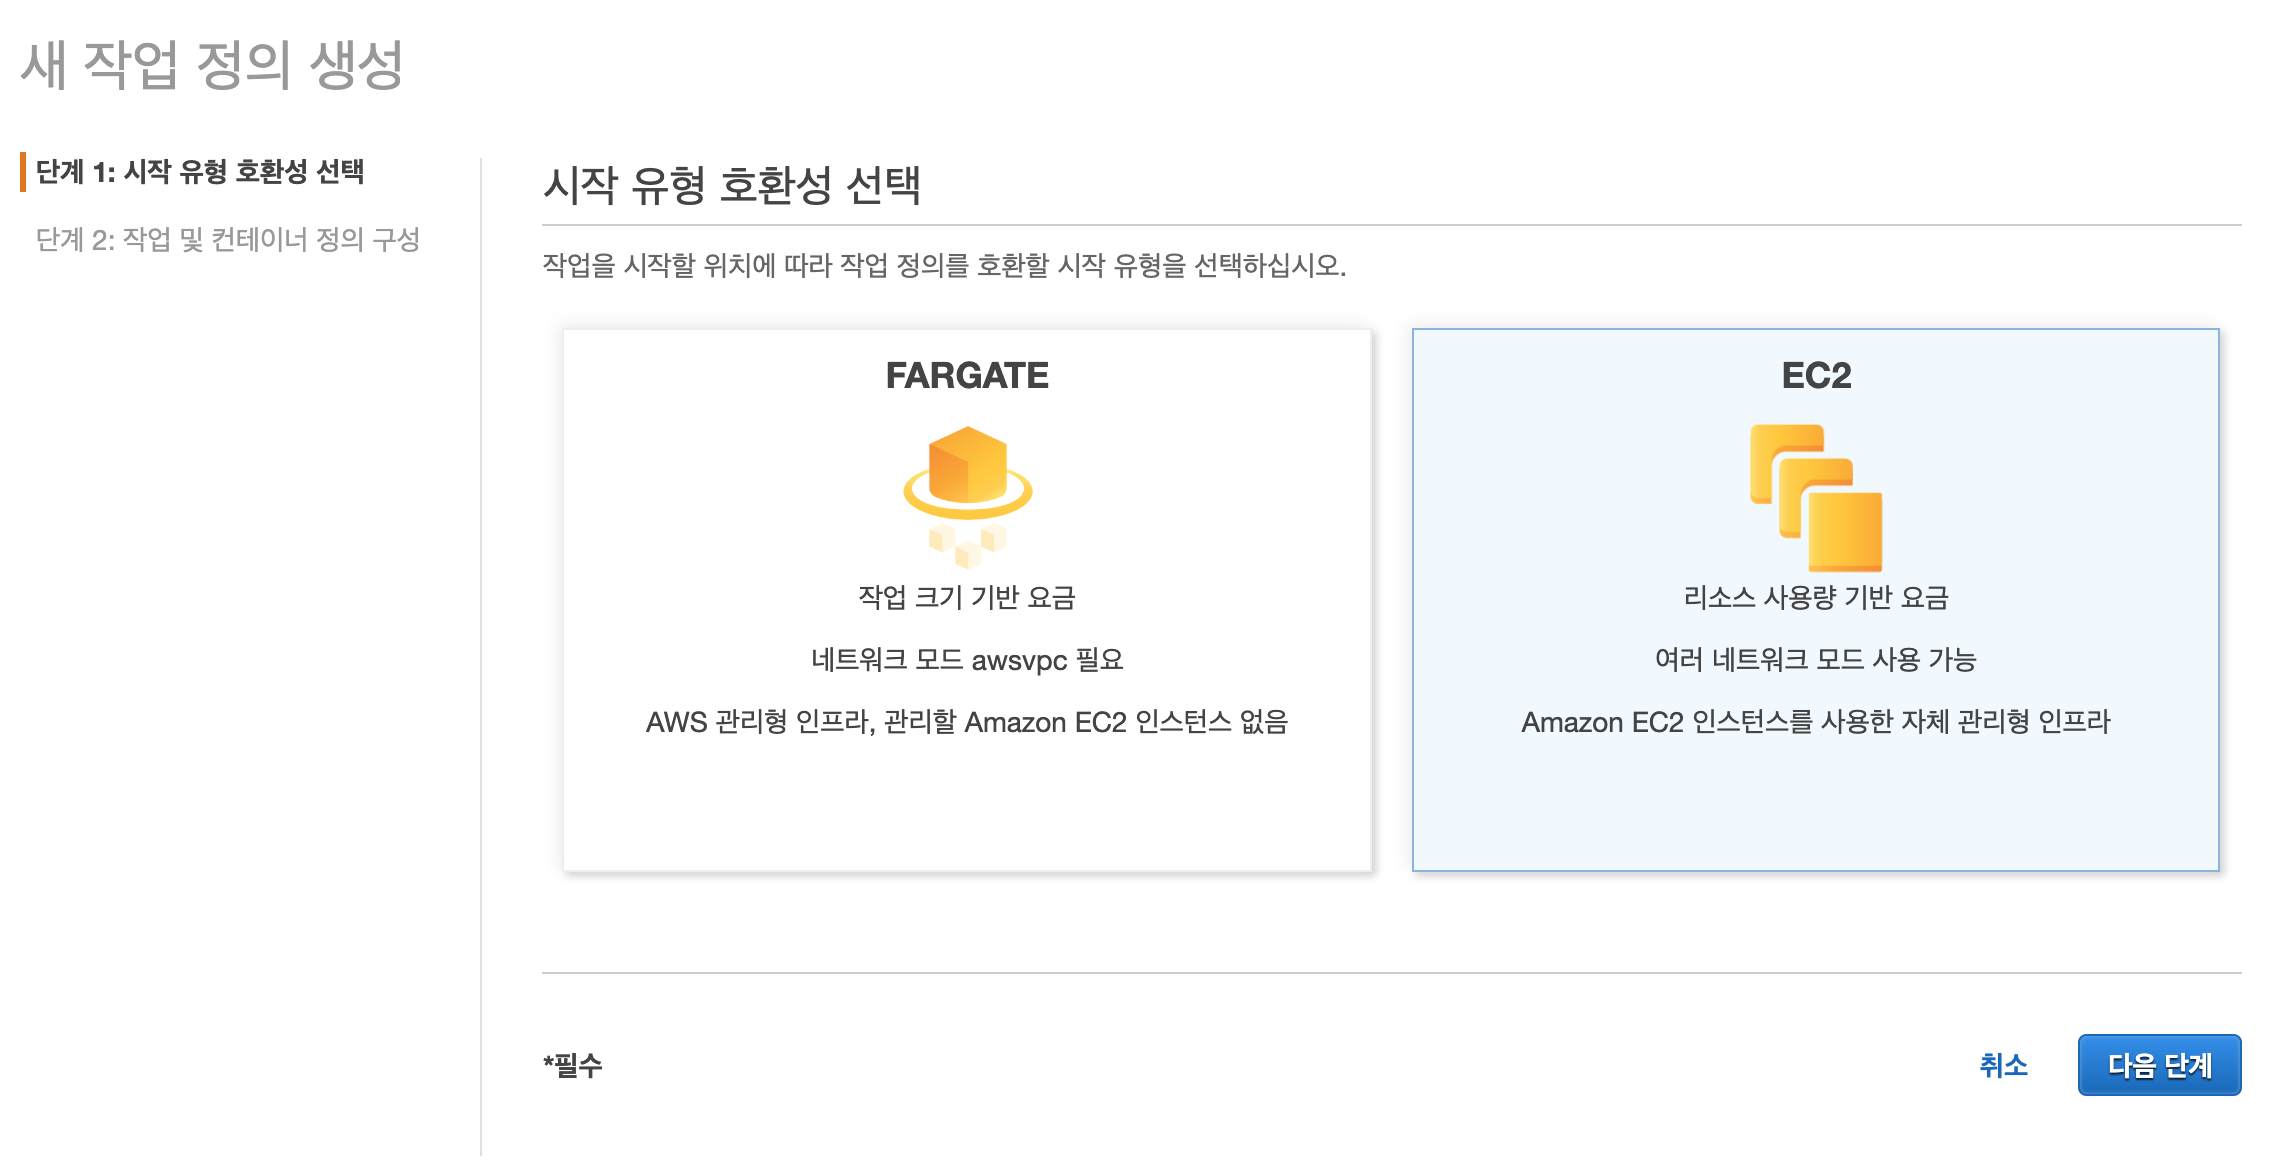 새 작업 정의 생성
단계 1: 시작 유형 호환성 선택
단계 2: 작업 및 컨테이너 정의 구성
시작 유형 호환성 선택
작업을 시작할 위치에 따라 작업 정의를 호환할 시작 유형을 선택하십시오.
FARGATE
작업 크기 기반 요금
네트워크 모드 awsvpc 필요
AWS 관리형 인프라, 관리할 Amazon EC2 인스턴스 없음
EC2
리소스 사용량 기반 요금
여러 네트워크 모드 사용 가능
Amazon EC2 인스턴스를 사용한 자체 관리형 인프라
*필수
취소
다음 단계